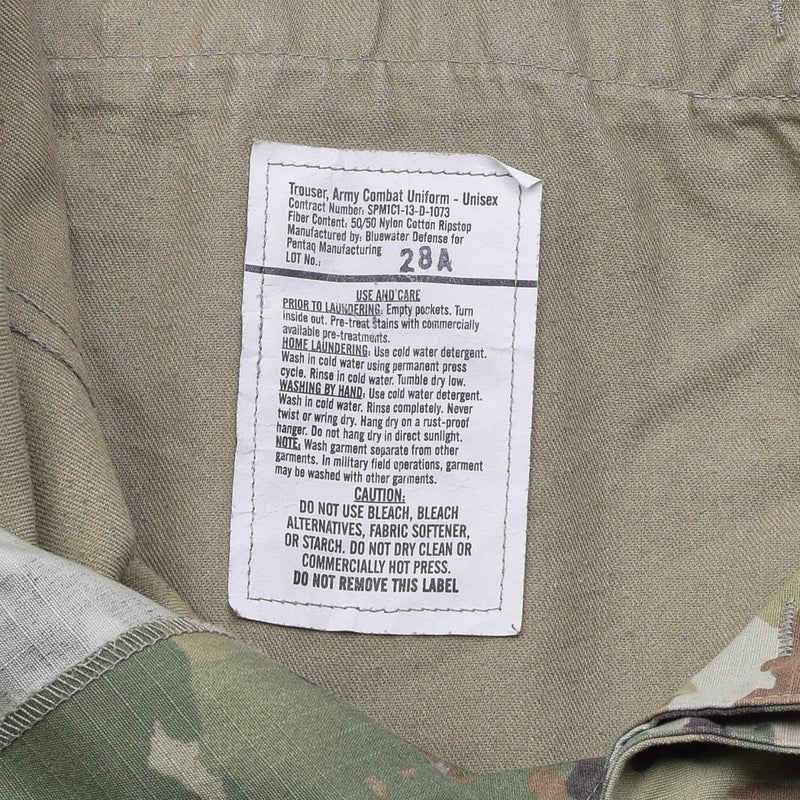 Trouser, Army Combat Uniform - Unisex
Contract Number: SPM1C1-13-D-1073
Fiber Content: 50/50 Nylon Cotton Ripstop
Manufactured by: Bluewater Defense for
Pentaq Manufacturing
LOT No.: 28A
USE AND CARE
PRIOR TO LAUNDERING: Empty pockets. Turn
inside out. Pre-treat stains with commercially
available pre-treatments.
HOME LAUNDERING: Use cold water detergent.
Wash in cold water using permanent press
cycle. Rinse in cold water. Tumble dry low.
WASHING BY HAND: Use cold water detergent.
Wash in cold water. Rinse completely. Never
twist or wring dry. Hang dry on a rust-proof
hanger. Do not hang dry in direct sunlight.
NOTE: Wash garment separate from other
garments. In military field operations, garment
may be washed with other garments.
CAUTION:
DO NOT USE BLEACH, BLEACH
ALTERNATIVES, FABRIC SOFTENER,
OR STARCH. DO NOT DRY CLEAN OR
COMMERCIALLY HOT PRESS.
DO NOT REMOVE THIS LABEL